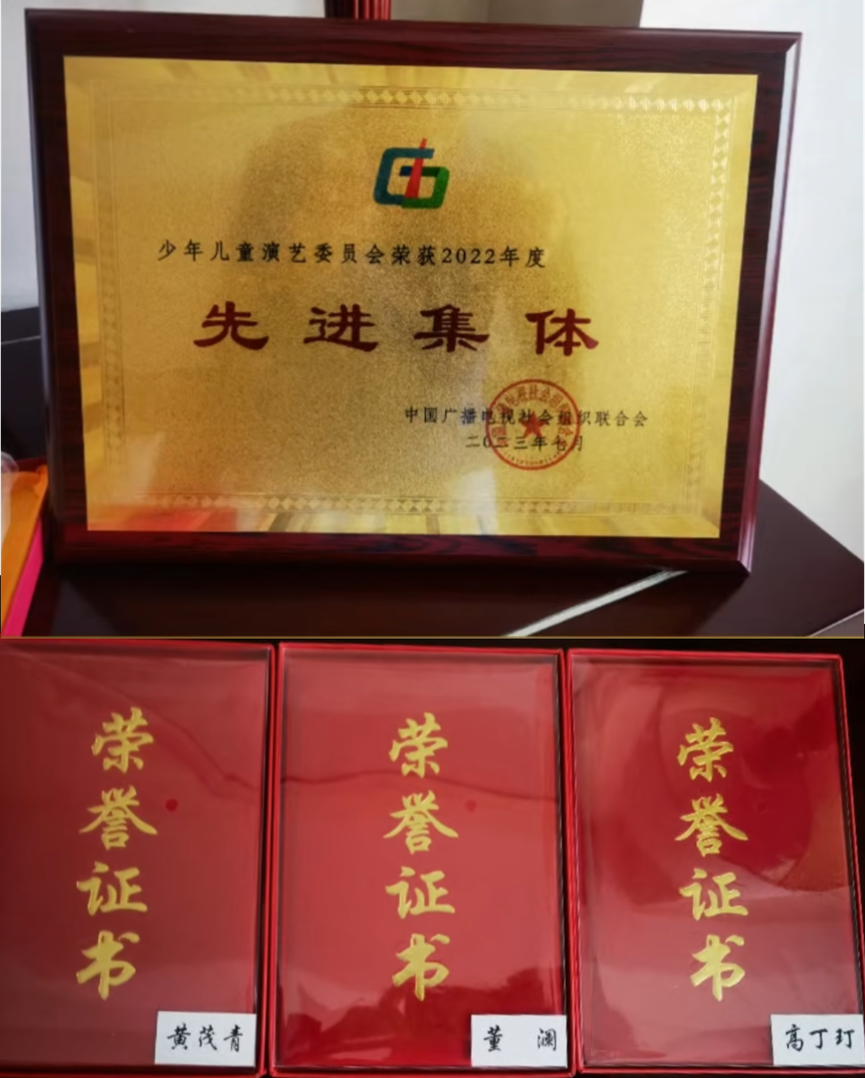 少年儿童演艺委员会荣获2022年度
先进集体
中国广播电视社会组织联合会
二〇二三年七月
荣誉证书
黄茂青
荣誉证书
董 澜
荣誉证书
高丁玎